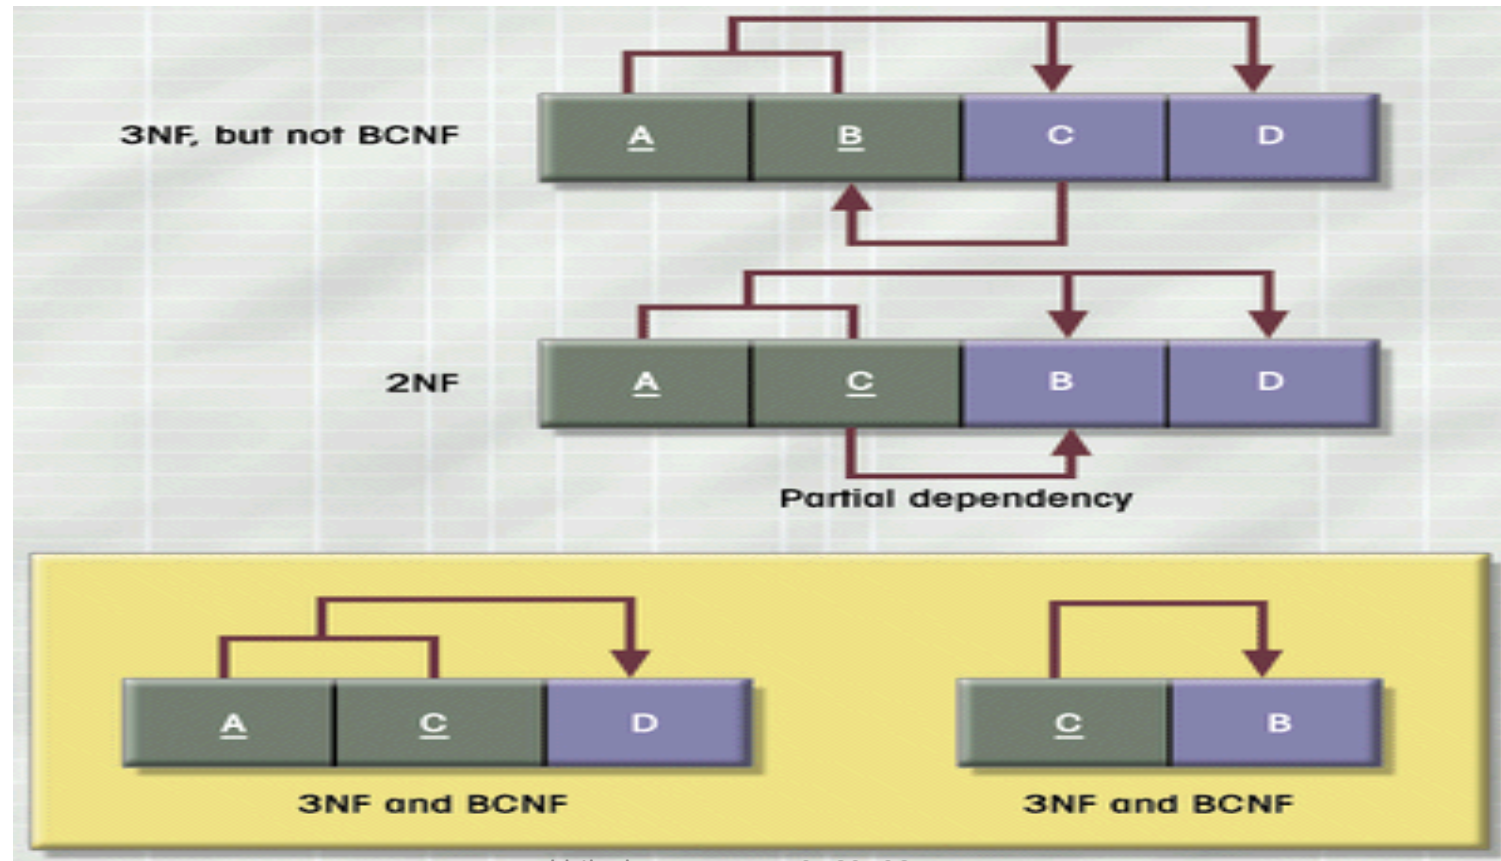 3NF, but not BCNF
A B C D
2NF
A C B D
Partial dependency
A C D
C B
3NF and BCNF
3NF and BCNF